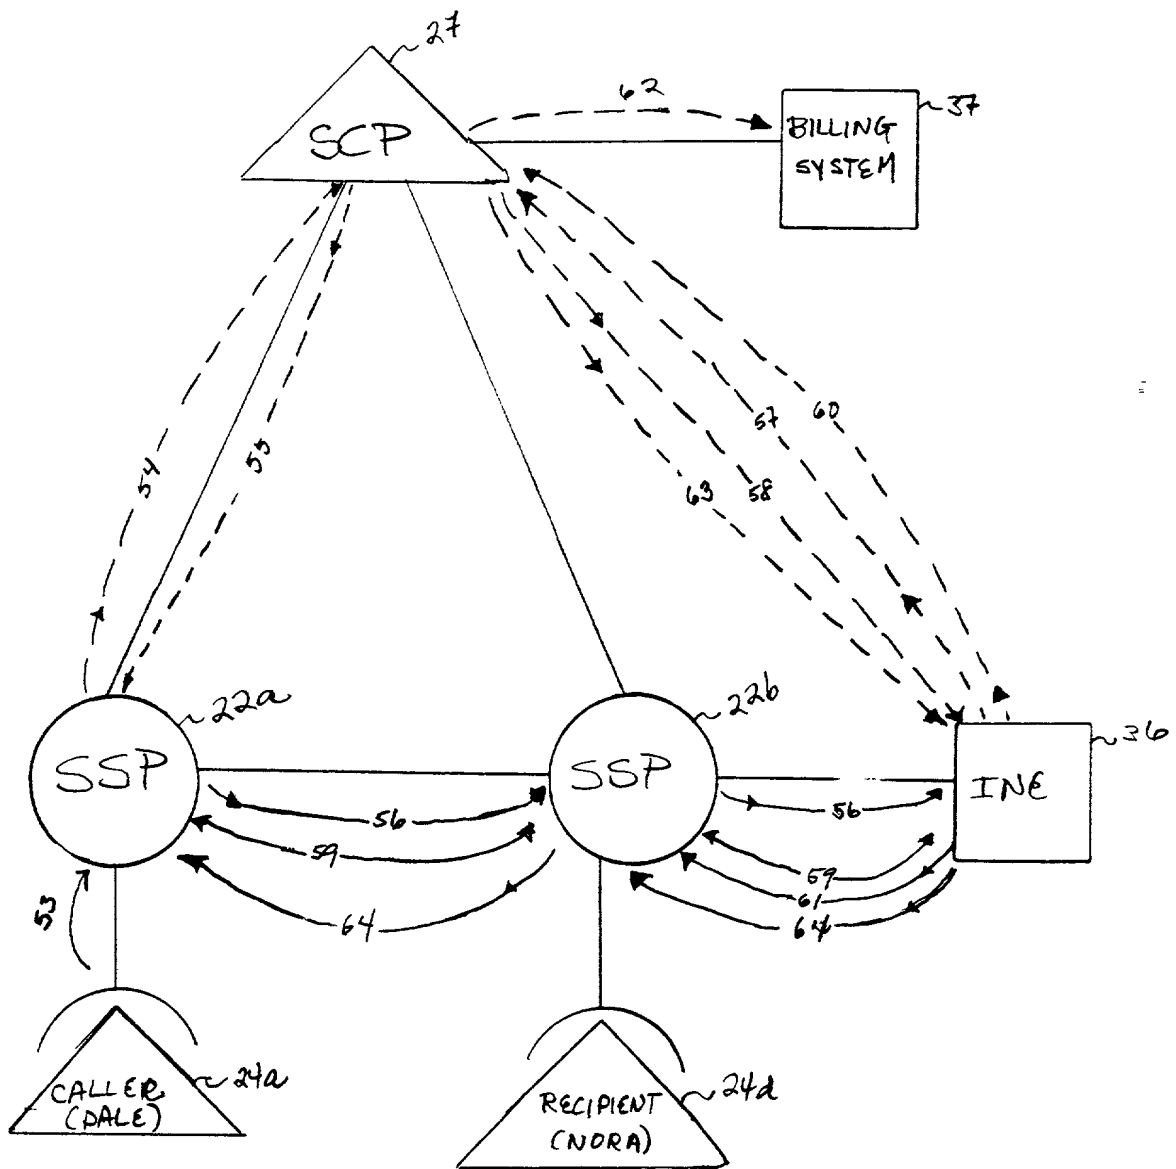 27
62
SCP
BILLING
SYSTEM
37
54
55
60
57
58
63
22a
22b
36
SSP
SSP
INE
56
56
59
59
61
64
64
53
CALLER
(DALE)
24a
RECIPIENT
(NORA)
24d